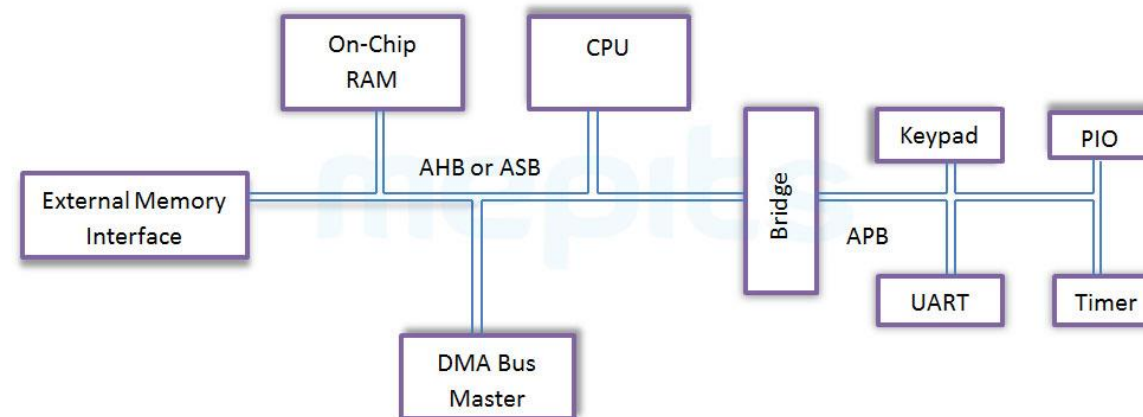 On-Chip
RAM
CPU
Keypad
PIO
AHB or ASB
External Memory
Interface
Bridge
APB
UART
Timer
DMA Bus
Master
mepits